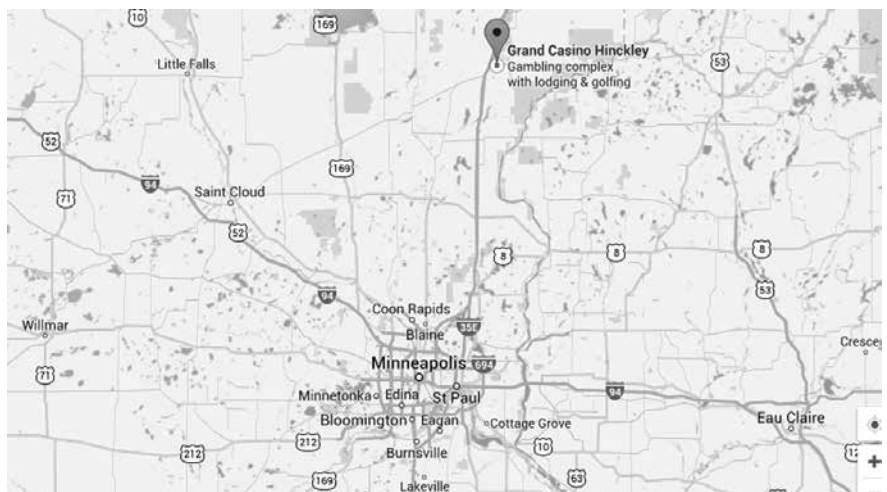 10
169
Grand Casino Hinckley
Gambling complex
with lodging & golfing
53
Little Falls
52
169
94
71
Saint Cloud
52
8
8
8
53
94
Coon Rapids
35E
Blaine
Willmar
Minneapolis
694
Cresce
71
Minnetonka
Edina
St Paul
94
Bloomington
Eagan
Cottage Grove
Eau Claire
212
212
Burnsville
10
12
169
Lakeville
63
+